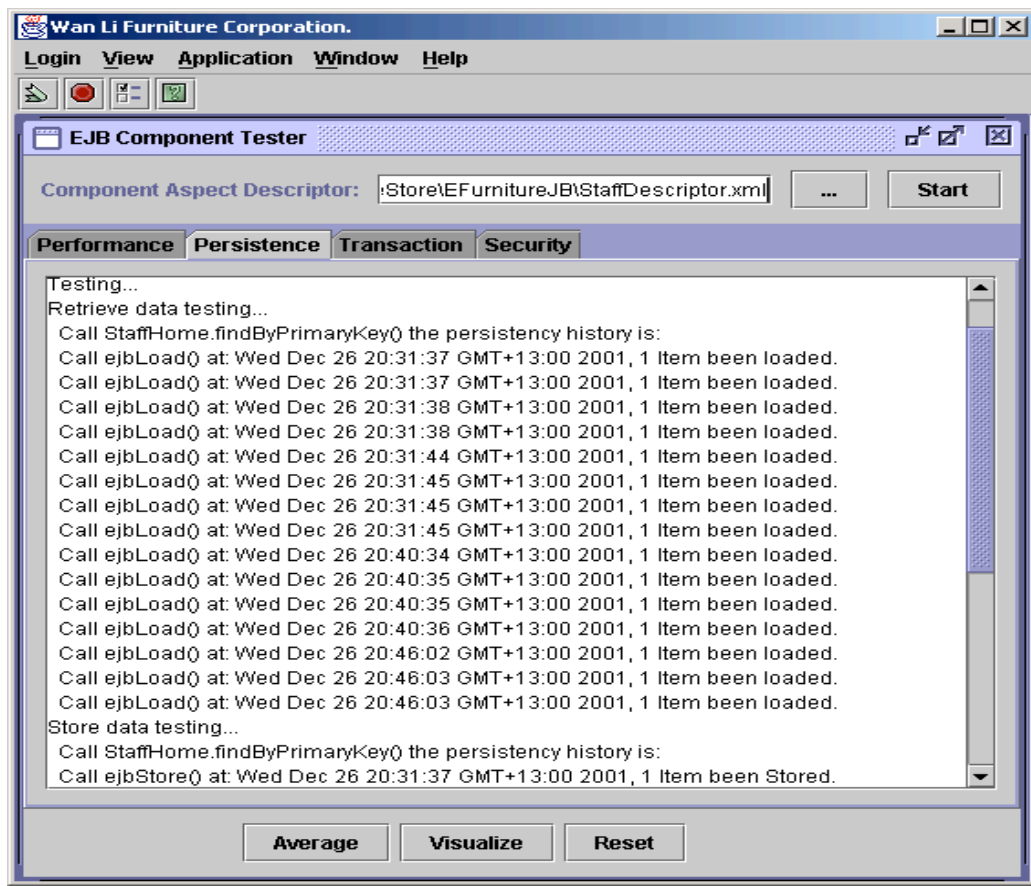 Wan Li Furniture Corporation.
Login View Application Window Help
EJB Component Tester
Component Aspect Descriptor: :Store\EFurnitureJB\StaffDescriptor.xml ... Start
Performance Persistence Transaction Security
Testing...
Retrieve data testing...
Call StaffHome.findByPrimaryKey() the persistency history is:
Call ejbLoad() at: Wed Dec 26 20:31:37 GMT+13:00 2001, 1 Item been loaded.
Call ejbLoad() at: Wed Dec 26 20:31:37 GMT+13:00 2001, 1 Item been loaded.
Call ejbLoad() at: Wed Dec 26 20:31:38 GMT+13:00 2001, 1 Item been loaded.
Call ejbLoad() at: Wed Dec 26 20:31:38 GMT+13:00 2001, 1 Item been loaded.
Call ejbLoad() at: Wed Dec 26 20:31:44 GMT+13:00 2001, 1 Item been loaded.
Call ejbLoad() at: Wed Dec 26 20:31:45 GMT+13:00 2001, 1 Item been loaded.
Call ejbLoad() at: Wed Dec 26 20:31:45 GMT+13:00 2001, 1 Item been loaded.
Call ejbLoad() at: Wed Dec 26 20:31:45 GMT+13:00 2001, 1 Item been loaded.
Call ejbLoad() at: Wed Dec 26 20:40:34 GMT+13:00 2001, 1 Item been loaded.
Call ejbLoad() at: Wed Dec 26 20:40:35 GMT+13:00 2001, 1 Item been loaded.
Call ejbLoad() at: Wed Dec 26 20:40:35 GMT+13:00 2001, 1 Item been loaded.
Call ejbLoad() at: Wed Dec 26 20:40:36 GMT+13:00 2001, 1 Item been loaded.
Call ejbLoad() at: Wed Dec 26 20:46:02 GMT+13:00 2001, 1 Item been loaded.
Call ejbLoad() at: Wed Dec 26 20:46:03 GMT+13:00 2001, 1 Item been loaded.
Call ejbLoad() at: Wed Dec 26 20:46:03 GMT+13:00 2001, 1 Item been loaded.
Store data testing...
Call StaffHome.findByPrimaryKey() the persistency history is:
Call ejbStore() at: Wed Dec 26 20:31:37 GMT+13:00 2001, 1 Item been Stored.
Average Visualize Reset